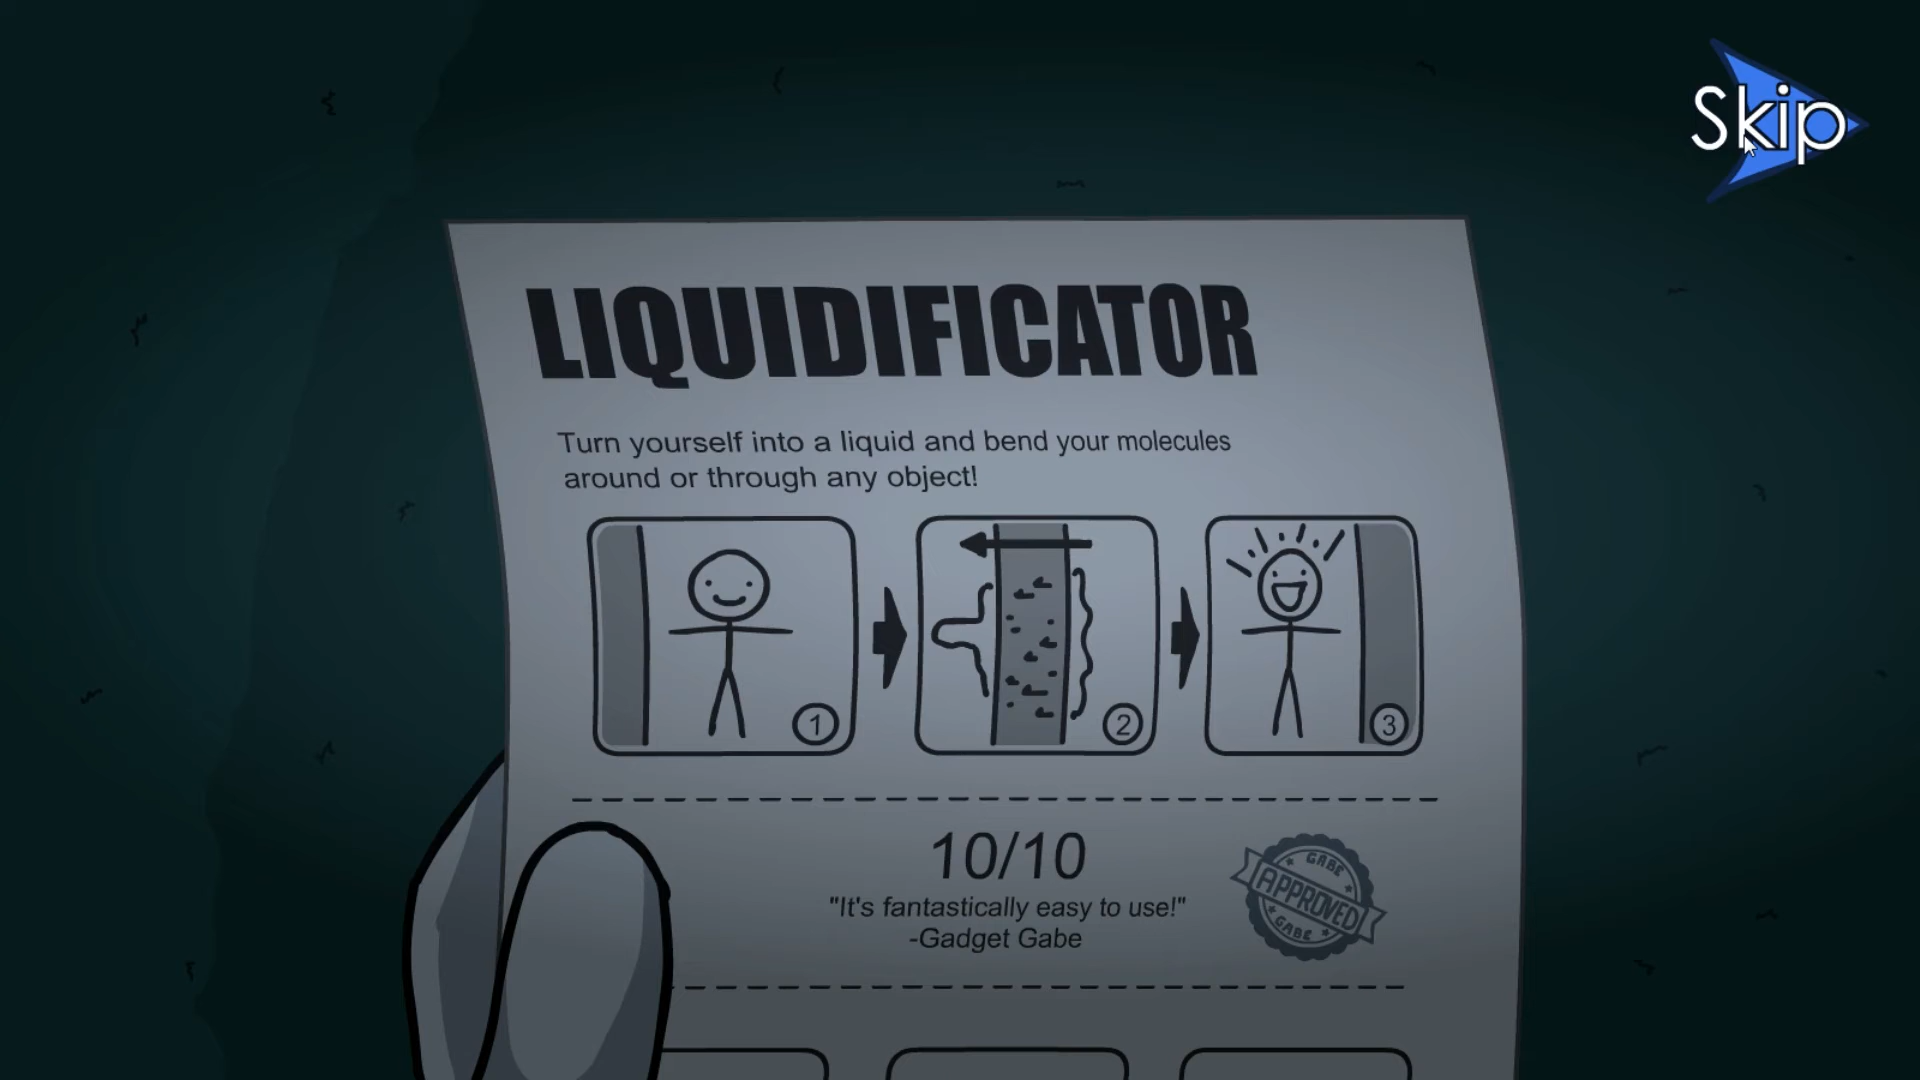 Skip
LIQUIDIFICATOR
Turn yourself into a liquid and bend your molecules
around or through any object!
1
2
3
10/10
"It's fantastically easy to use!"
-Gadget Gabe
GABE
APPROVED
GABE